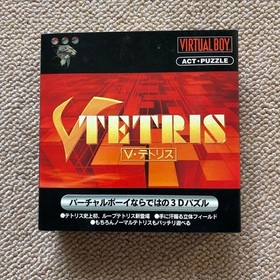 VIRTUAL BOY
ACT・PUZZLE
V TETRIS
V・テトリス
バーチャルボーイならではの3Dパズル
●テトリス史上初、ループテトリス新登場 ●手に汗握る立体フィールド
●もちろんノーマルテトリスもバッチリ遊べる